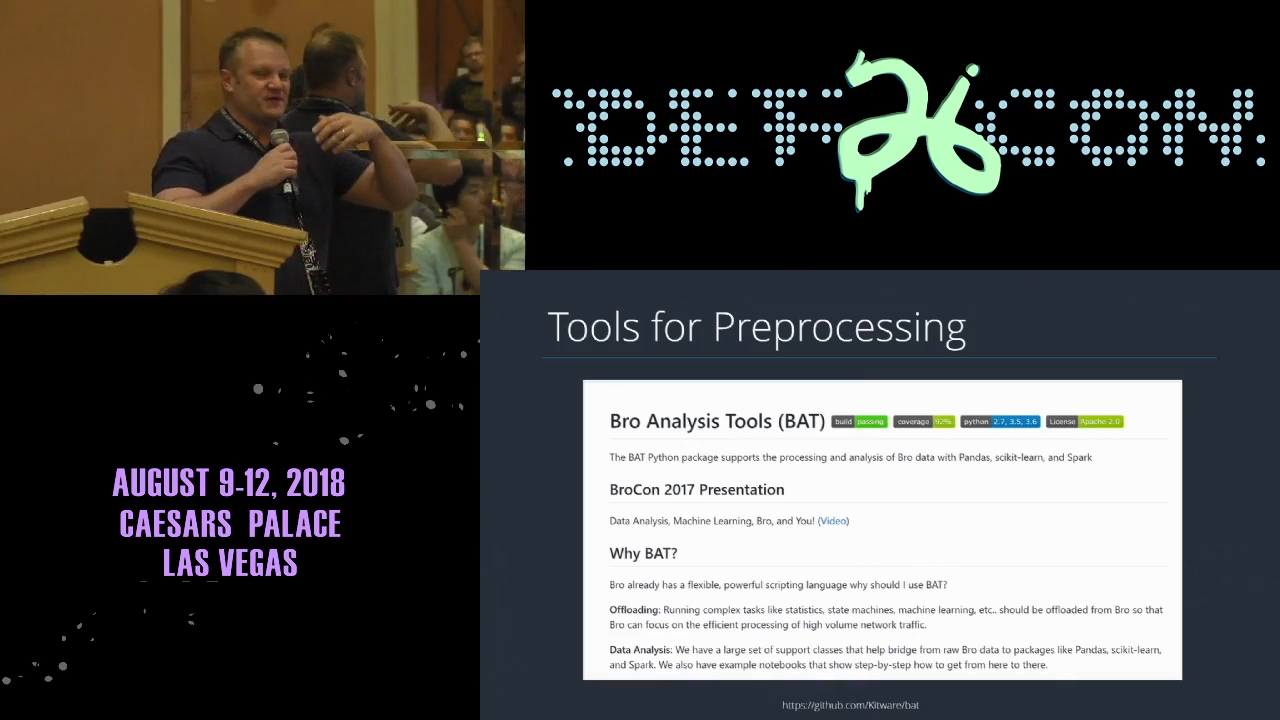 DEF 26 CON
AUGUST 9-12, 2018
CAESARS PALACE
LAS VEGAS
Tools for Preprocessing
Bro Analysis Tools (BAT) build passing coverage 92% python 2.7, 3.5, 3.6 License Apache-2.0
The BAT Python package supports the processing and analysis of Bro data with Pandas, scikit-learn, and Spark
BroCon 2017 Presentation
Data Analysis, Machine Learning, Bro, and You! (Video)
Why BAT?
Bro already has a flexible, powerful scripting language why should I use BAT?
Offloading: Running complex tasks like statistics, state machines, machine learning, etc.. should be offloaded from Bro so that
Bro can focus on the efficient processing of high volume network traffic.
Data Analysis: We have a large set of support classes that help bridge from raw Bro data to packages like Pandas, scikit-learn,
and Spark. We also have example notebooks that show step-by-step how to get from here to there.
https://github.com/Kitware/bat